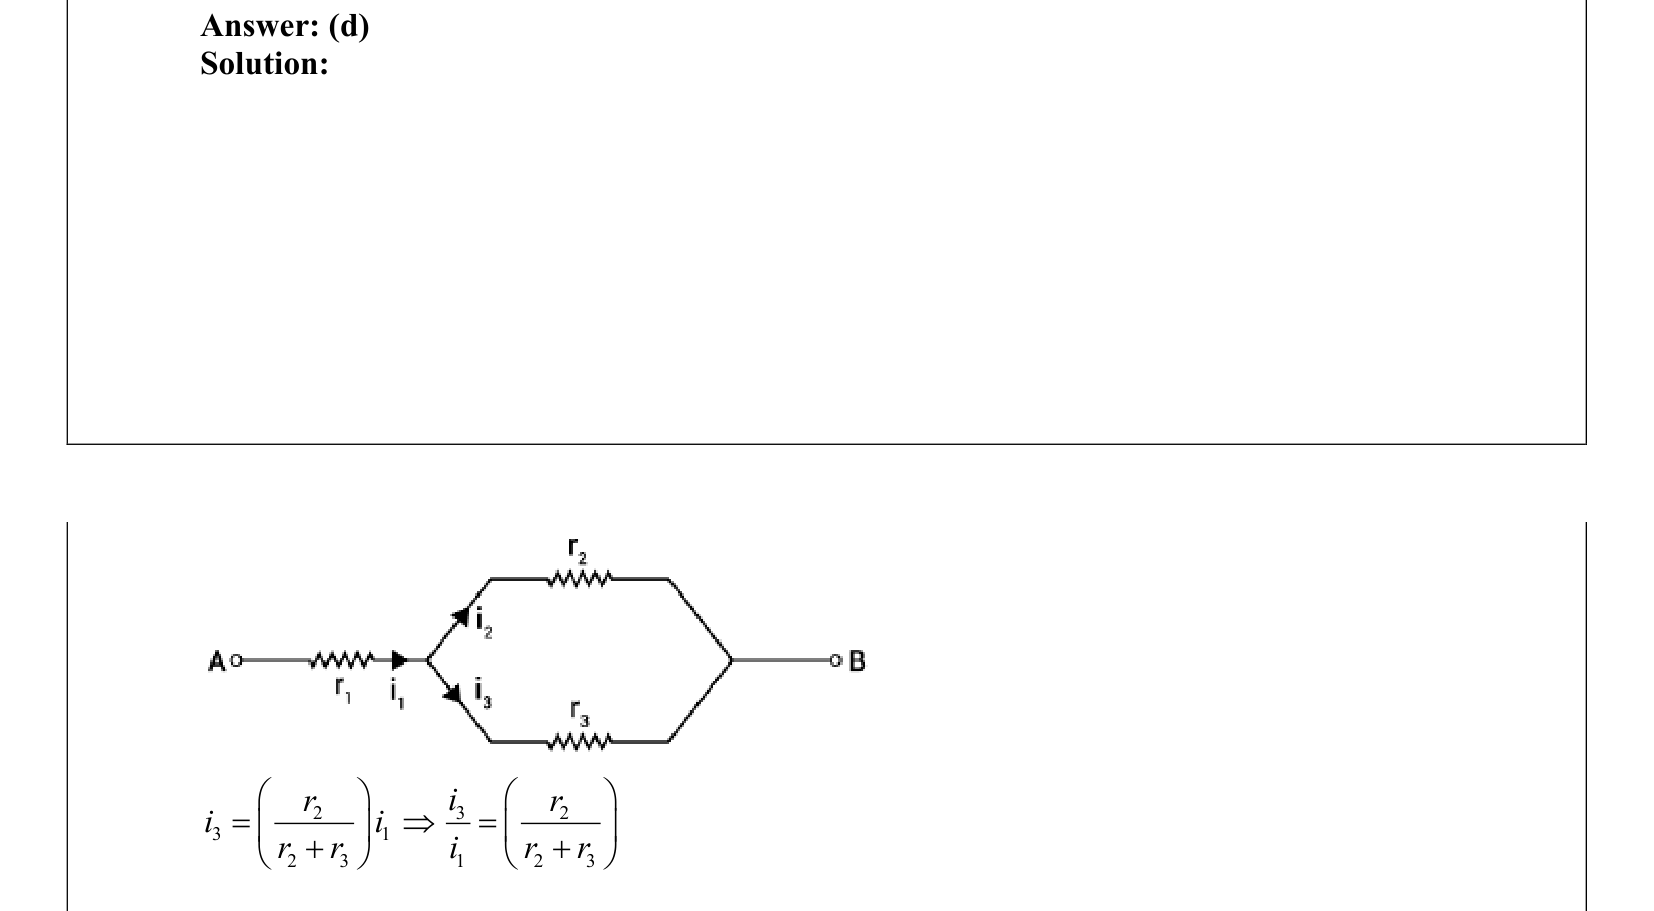 Answer: (d)
Solution:
r₂
i₂
A
B
r₁ i₁
i₃
r₃
i₃ = (r₂ / (r₂ + r₃)) i₁ ⇒ i₃ / i₁ = (r₂ / (r₂ + r₃))